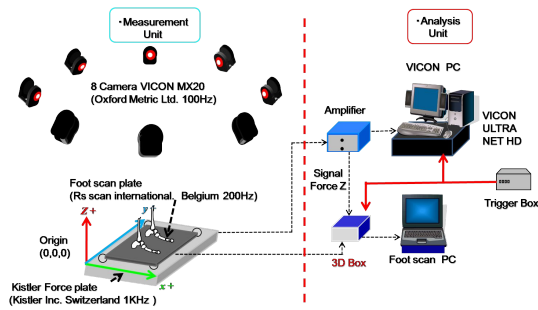 ・Measurement
Unit
・Analysis
Unit
8 Camera VICON MX20
(Oxford Metric Ltd. 100Hz)
VICON PC
Amplifier
VICON
ULTRA
NET HD
Signal
Force Z
Foot scan plate
(Rs scan international, Belgium 200Hz)
Trigger Box
Z+
y+
Origin
(0,0,0)
x+
3D Box
Foot scan PC
Kistler Force plate
(Kistler Inc. Switzerland 1KHz )